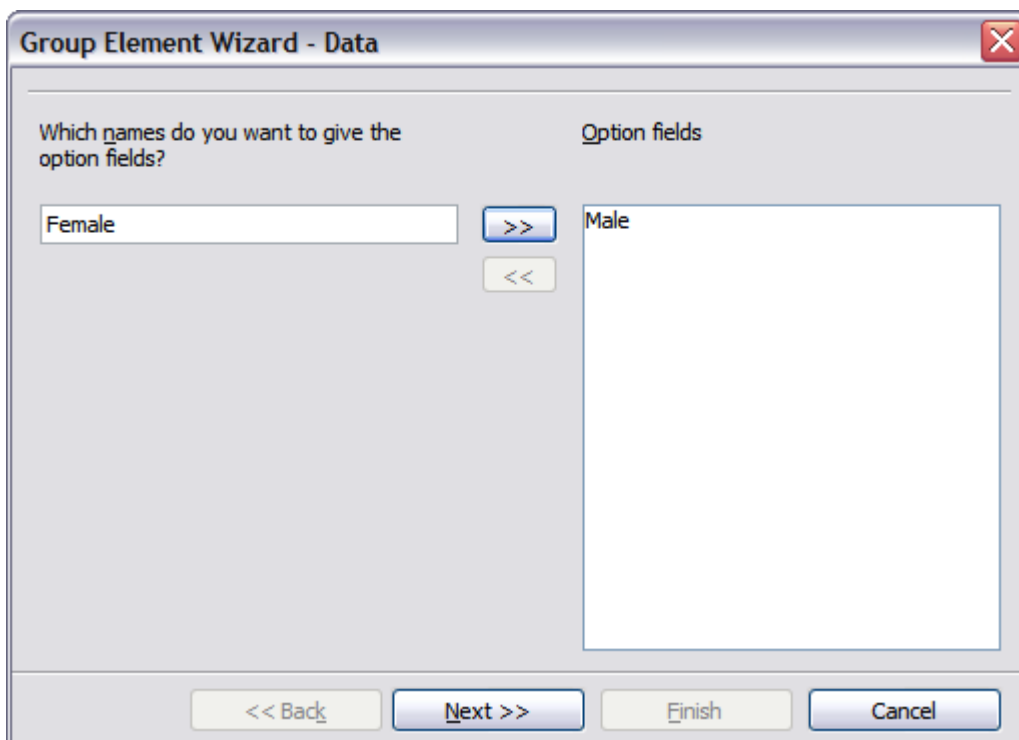 Group Element Wizard - Data
Which names do you want to give the
option fields?
Option fields
Female
>>
Male
<<
<< Back
Next >>
Finish
Cancel